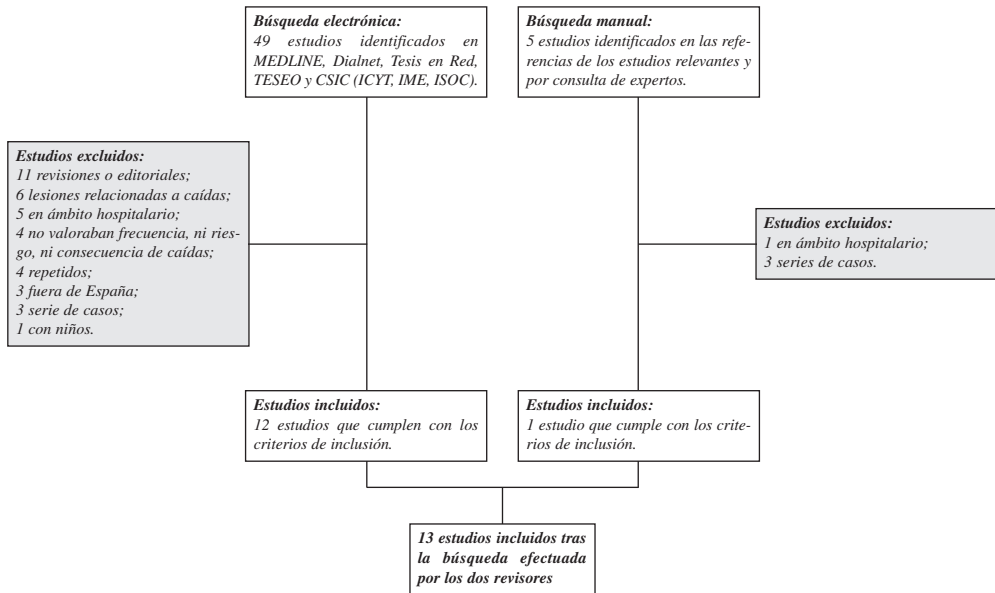 Búsqueda electrónica:
49 estudios identificados en
MEDLINE, Dialnet, Tesis en Red,
TESEO y CSIC (ICYT, IME, ISOC).
Búsqueda manual:
5 estudios identificados en las refe-
rencias de los estudios relevantes y
por consulta de expertos.
Estudios excluidos:
11 revisiones o editoriales;
6 lesiones relacionadas a caídas;
5 en ámbito hospitalario;
4 no valoraban frecuencia, ni ries-
go, ni consecuencia de caídas;
4 repetidos;
3 fuera de España;
3 serie de casos;
1 con niños.
Estudios excluidos:
1 en ámbito hospitalario;
3 series de casos.
Estudios incluidos:
12 estudios que cumplen con los
criterios de inclusión.
Estudios incluidos:
1 estudio que cumple con los crite-
rios de inclusión.
13 estudios incluidos tras
la búsqueda efectuada
por los dos revisores